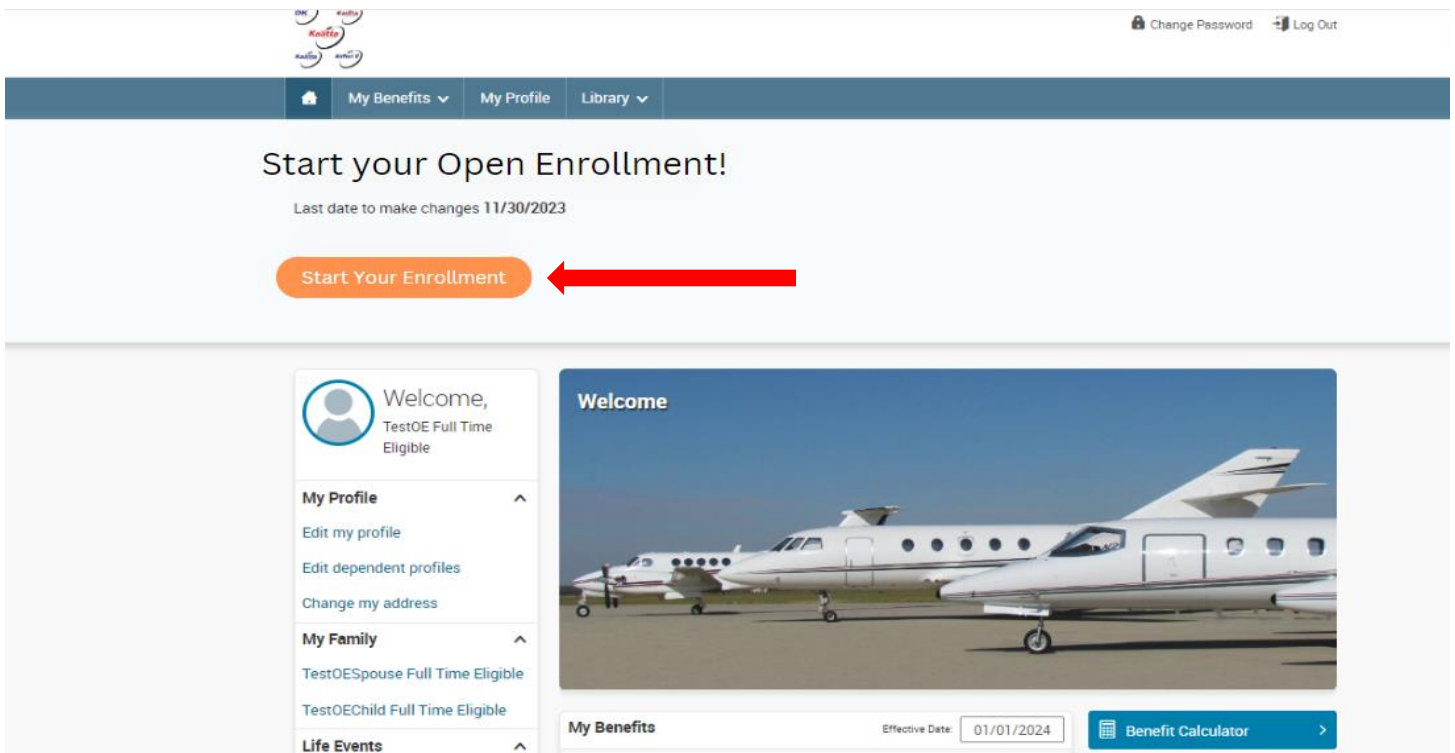 Change Password
Log Out
My Benefits
My Profile
Library
Start your Open Enrollment!
Last date to make changes 11/30/2023
Start Your Enrollment
Welcome,
TestOE Full Time
Eligible
My Profile
Edit my profile
Edit dependent profiles
Change my address
My Family
TestOESpouse Full Time Eligible
TestOEChild Full Time Eligible
Life Events
Welcome
My Benefits
Effective Date: 01/01/2024
Benefit Calculator